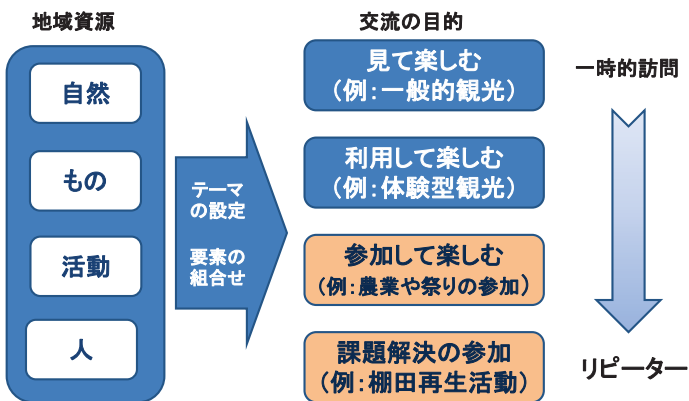 地域資源
自然
もの
活動
人
テーマ
の設定
要素の
組合せ
交流の目的
見て楽しむ
（例：一般的観光）
利用して楽しむ
（例：体験型観光）
参加して楽しむ
（例：農業や祭りの参加）
課題解決の参加
（例：棚田再生活動）
一時的訪問
リピーター